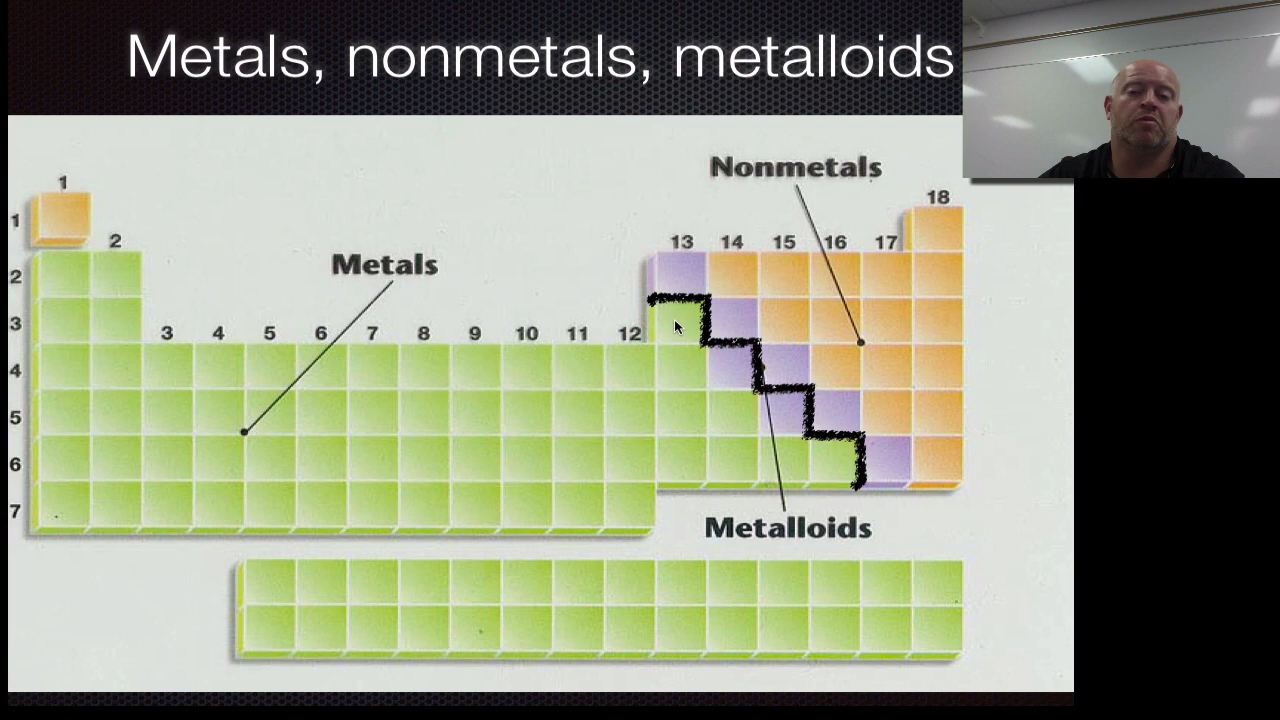 Metals, nonmetals, metalloids
Nonmetals
1
18
1
2
13 14 15 16 17
Metals
2
3
3 4 5 6 7 8 9 10 11 12
4
5
6
7
Metalloids